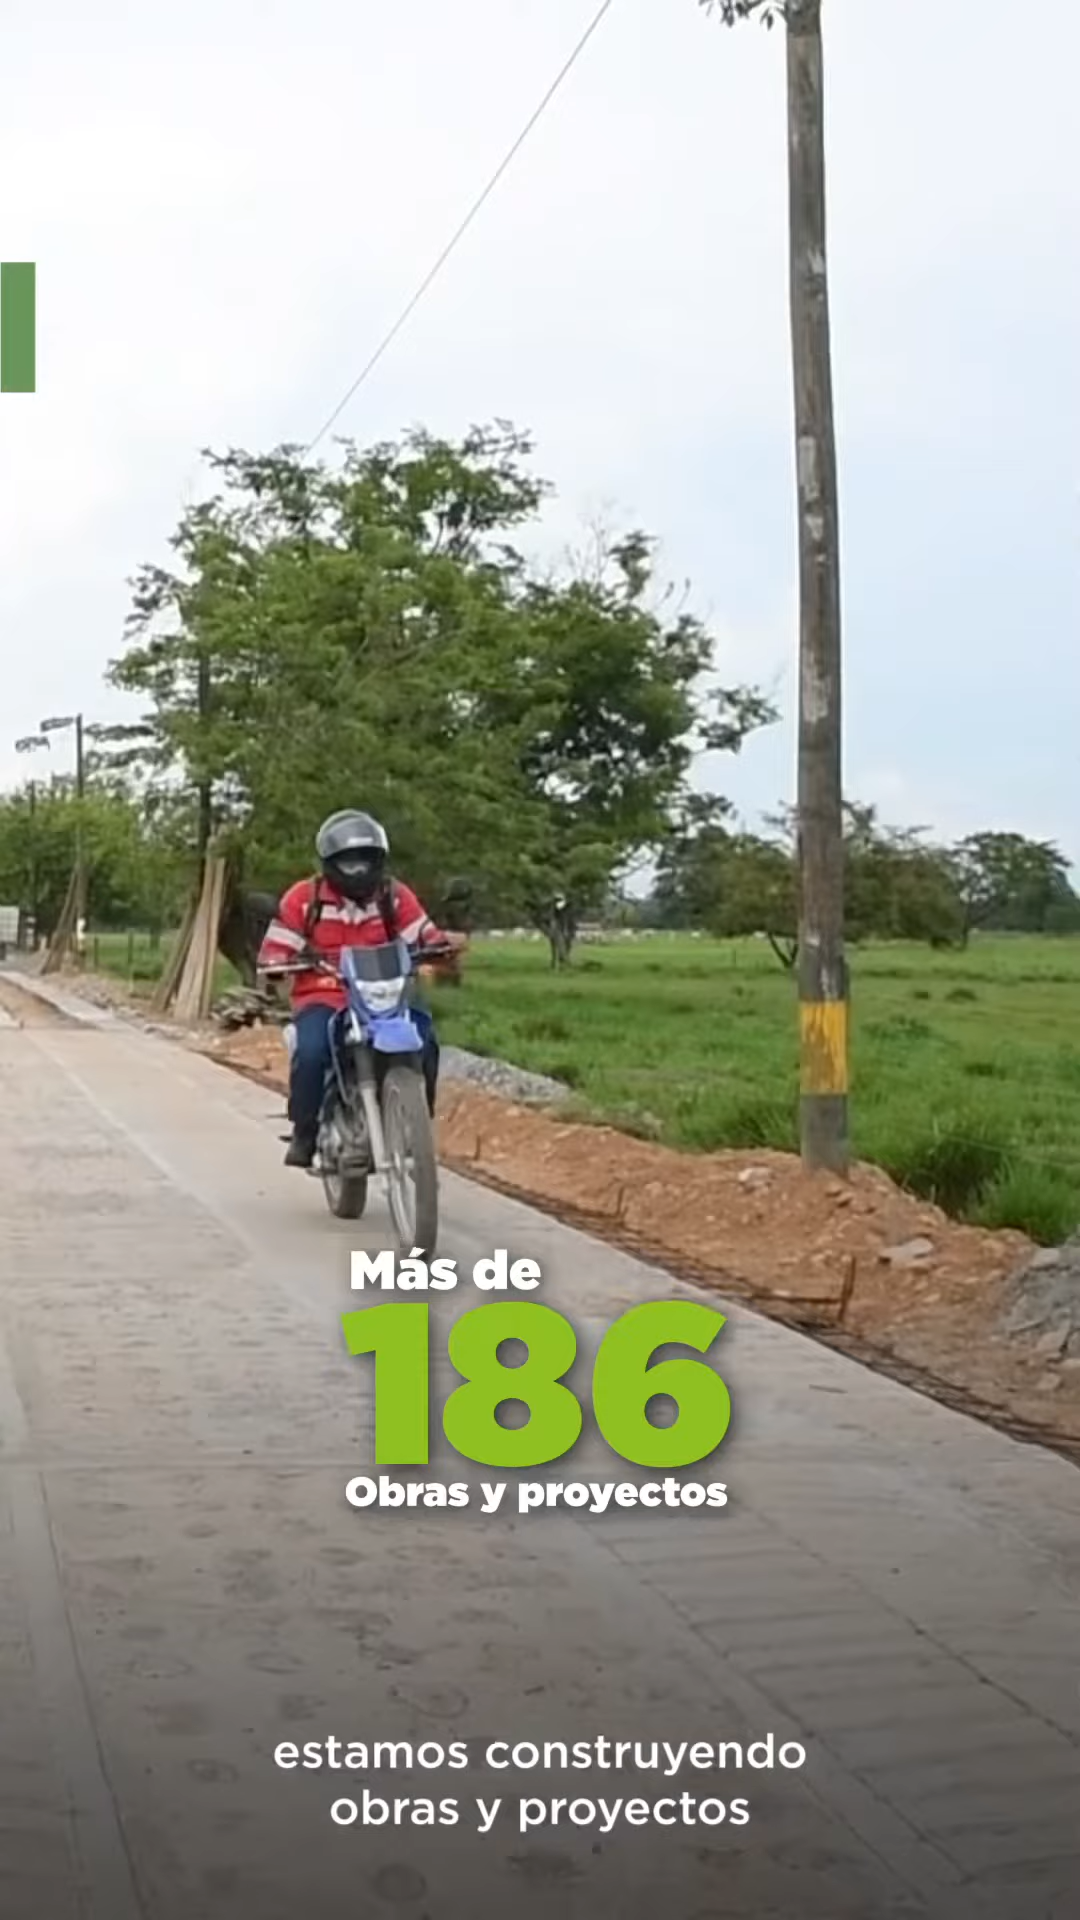 Más de
186
Obras y proyectos
estamos construyendo
obras y proyectos